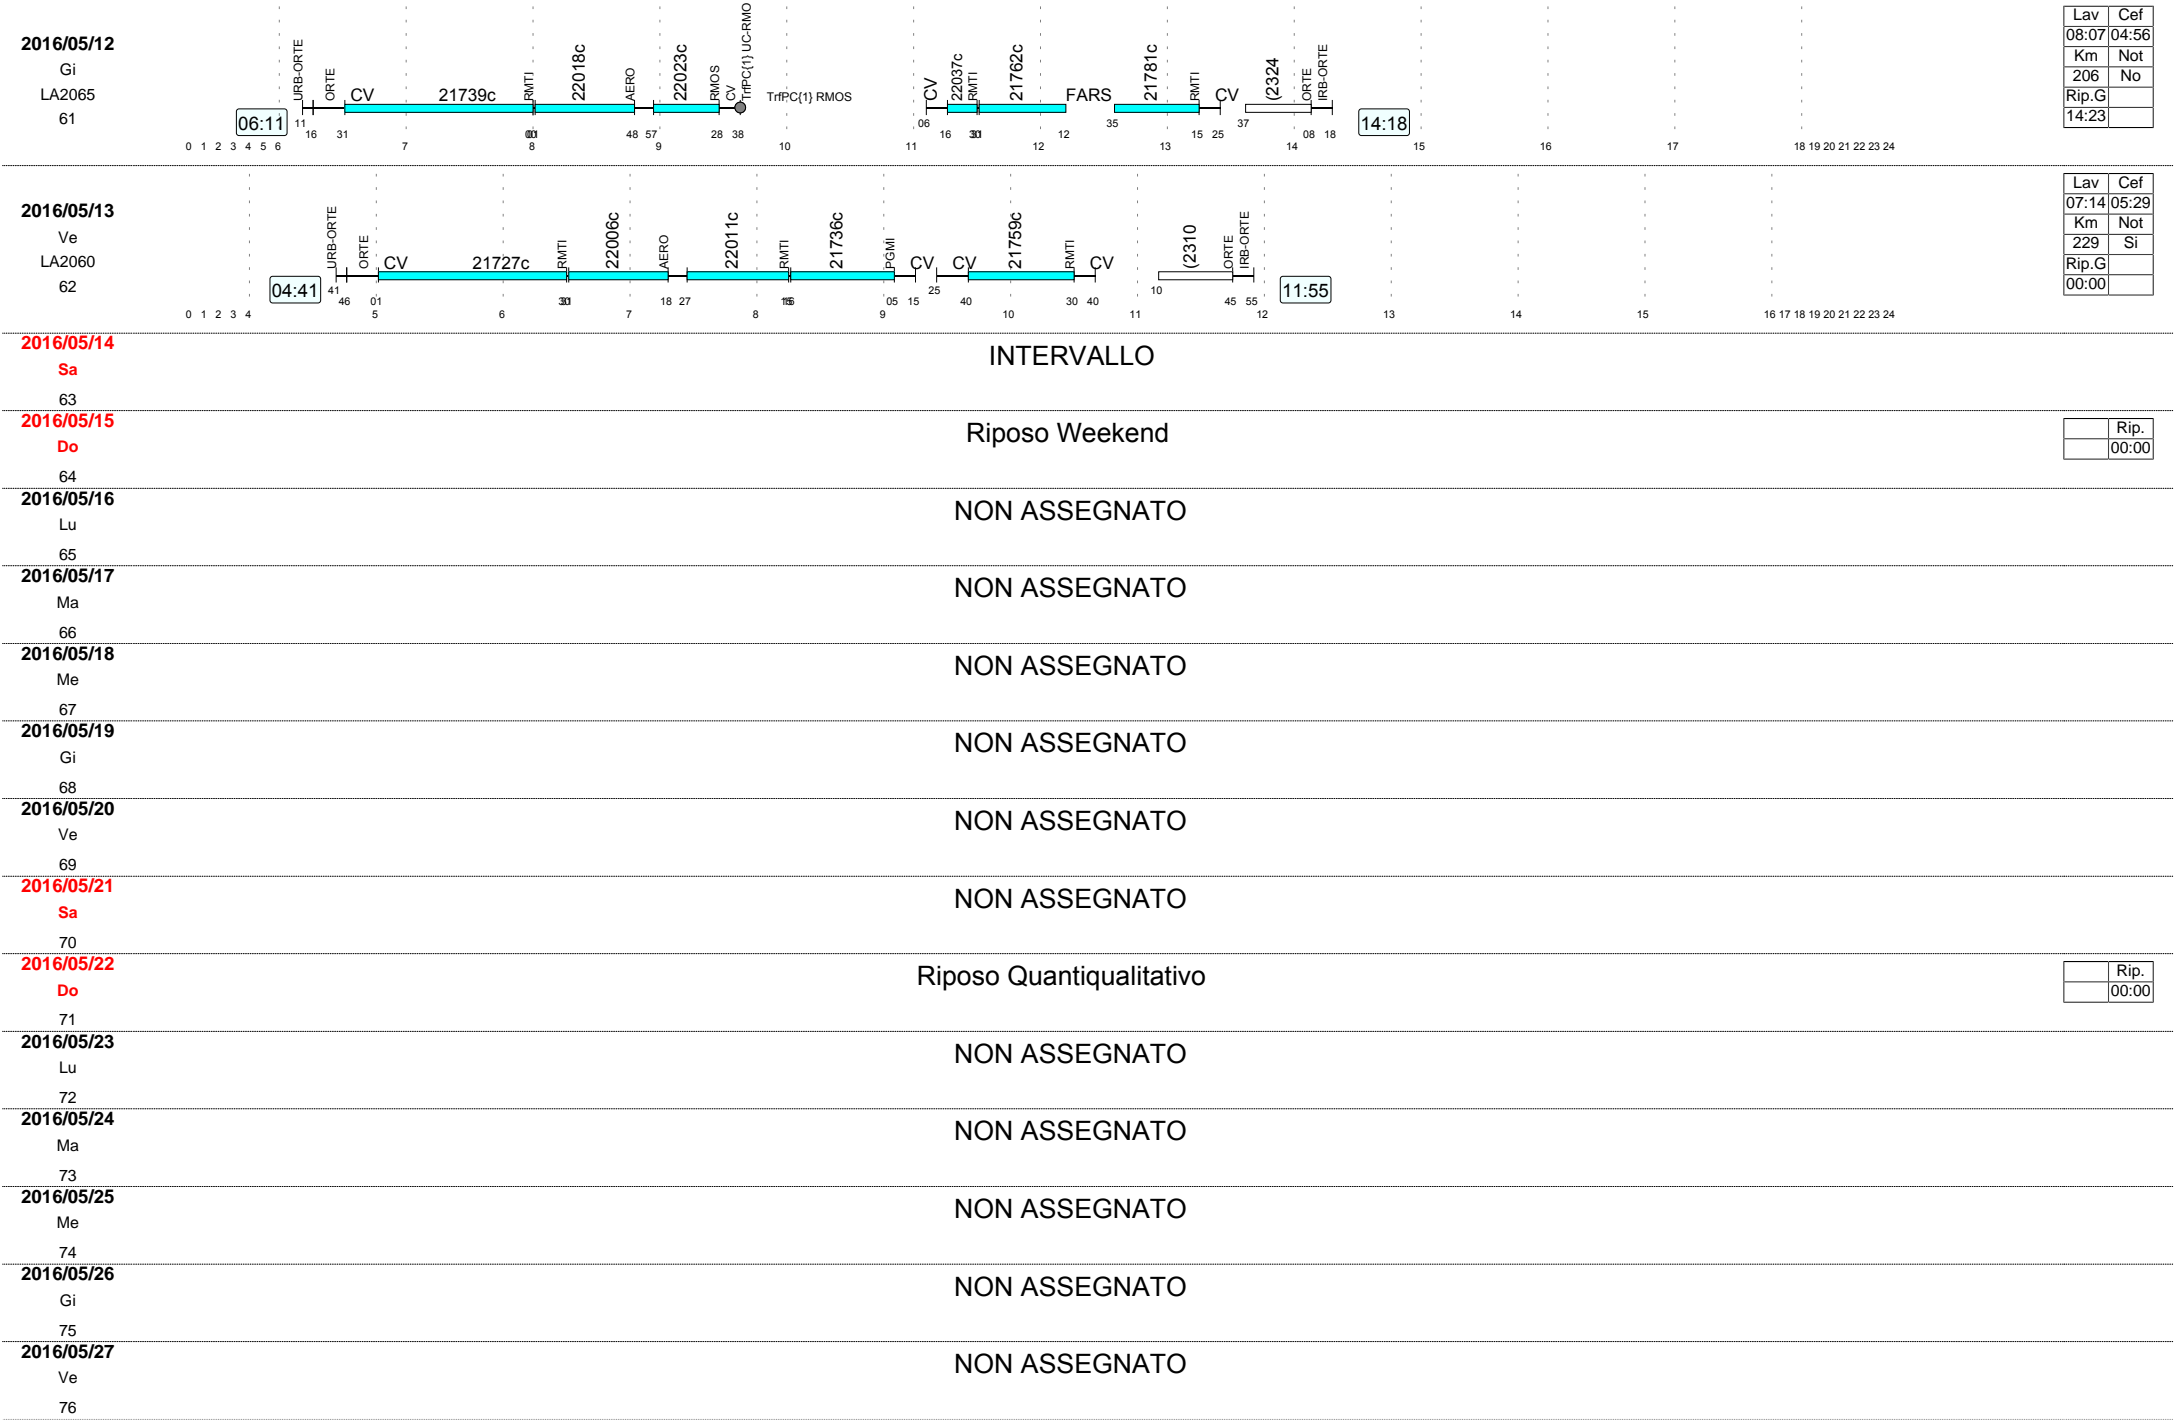 2016/05/12
Gi
LA2065
61
06:11
URB-ORTE
ORTE
CV
21739c
RMTI
22018c
AERO
22023c
RMOS
CV
TrfPC{1} UC-RMO
TrfPC{1} RMOS
CV
22037c
RMTI
21762c
FARS
21781c
RMTI
CV
(2324
ORTE
IRB-ORTE
14:18
11 16 31 00 01 48 57 28 38 06 16 30 31 12 35 15 25 37 08 18
0 1 2 3 4 5 6 7 8 9 10 11 12 13 14 15 16 17 18 19 20 21 22 23 24
Lav Cef
08:07 04:56
Km Not
206 No
Rip.G
14:23
2016/05/13
Ve
LA2060
62
04:41
URB-ORTE
ORTE
CV
21727c
RMTI
22006c
AERO
22011c
RMTI
21736c
PGMI
CV
CV
21759c
RMTI
CV
(2310
ORTE
IRB-ORTE
11:55
41 46 01 30 31 18 27 15 16 05 15 25 40 30 40 10 45 55
0 1 2 3 4 5 6 7 8 9 10 11 12 13 14 15 16 17 18 19 20 21 22 23 24
Lav Cef
07:14 05:29
Km Not
229 Si
Rip.G
00:00
2016/05/14
Sa
63
INTERVALLO
2016/05/15
Do
64
Riposo Weekend
Rip.
00:00
2016/05/16
Lu
65
NON ASSEGNATO
2016/05/17
Ma
66
NON ASSEGNATO
2016/05/18
Me
67
NON ASSEGNATO
2016/05/19
Gi
68
NON ASSEGNATO
2016/05/20
Ve
69
NON ASSEGNATO
2016/05/21
Sa
70
NON ASSEGNATO
2016/05/22
Do
71
Riposo Quantiqualitativo
Rip.
00:00
2016/05/23
Lu
72
NON ASSEGNATO
2016/05/24
Ma
73
NON ASSEGNATO
2016/05/25
Me
74
NON ASSEGNATO
2016/05/26
Gi
75
NON ASSEGNATO
2016/05/27
Ve
76
NON ASSEGNATO